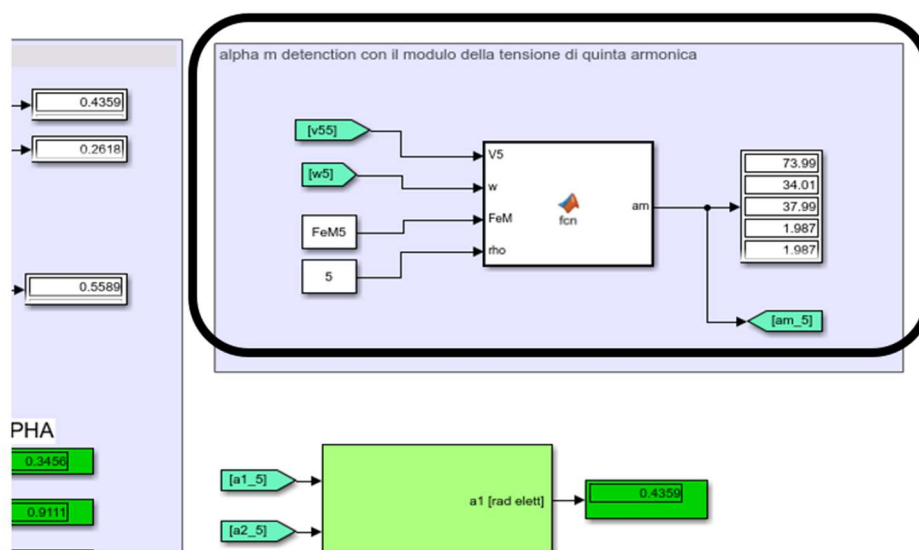 alpha m detenction con il modulo della tensione di quinta armonica
0.4359
0.2618
0.5589
[v55]
[w5]
FeM5
5
V5
w
FeM
rho
fcn
am
73.99
34.01
37.99
1.987
1.987
[am_5]
PHA
0.3456
0.9111
[a1_5]
[a2_5]
a1 [rad elett]
0.4359